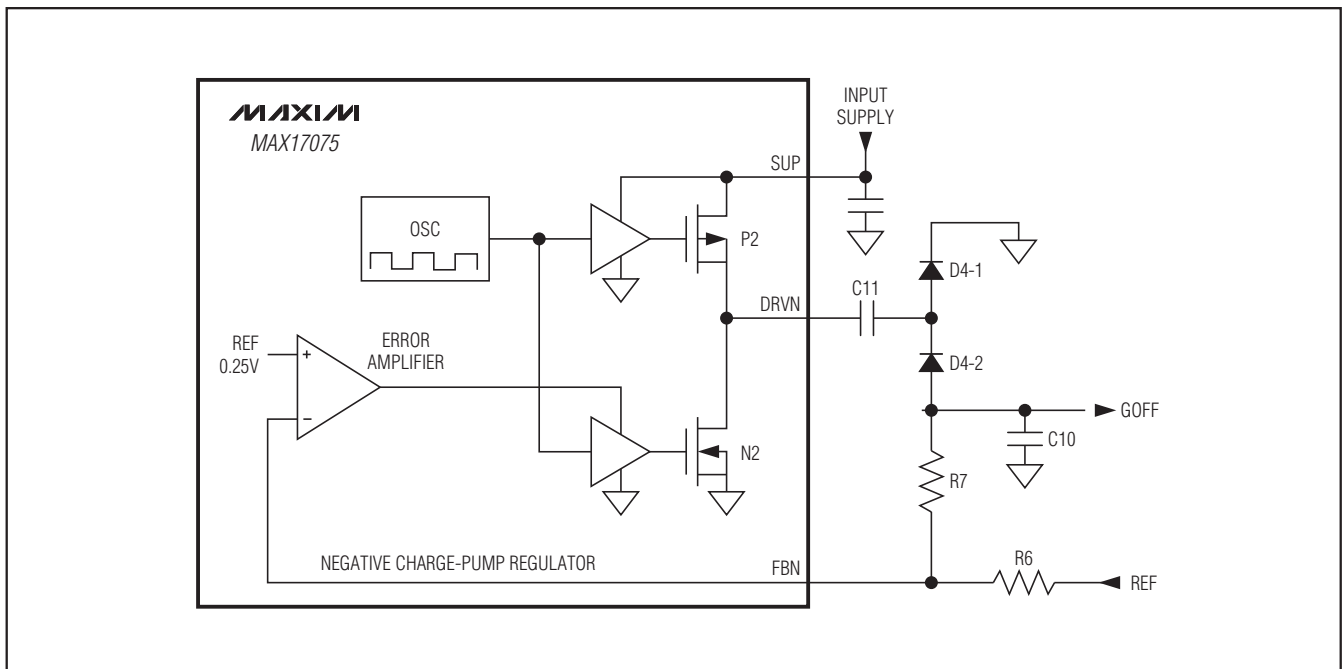 MAXIM
MAX17075
INPUT
SUPPLY
SUP
OSC
P2
D4-1
C11
DRVN
REF
0.25V
+
−
ERROR
AMPLIFIER
D4-2
GOFF
C10
N2
R7
NEGATIVE CHARGE-PUMP REGULATOR
FBN
R6
REF